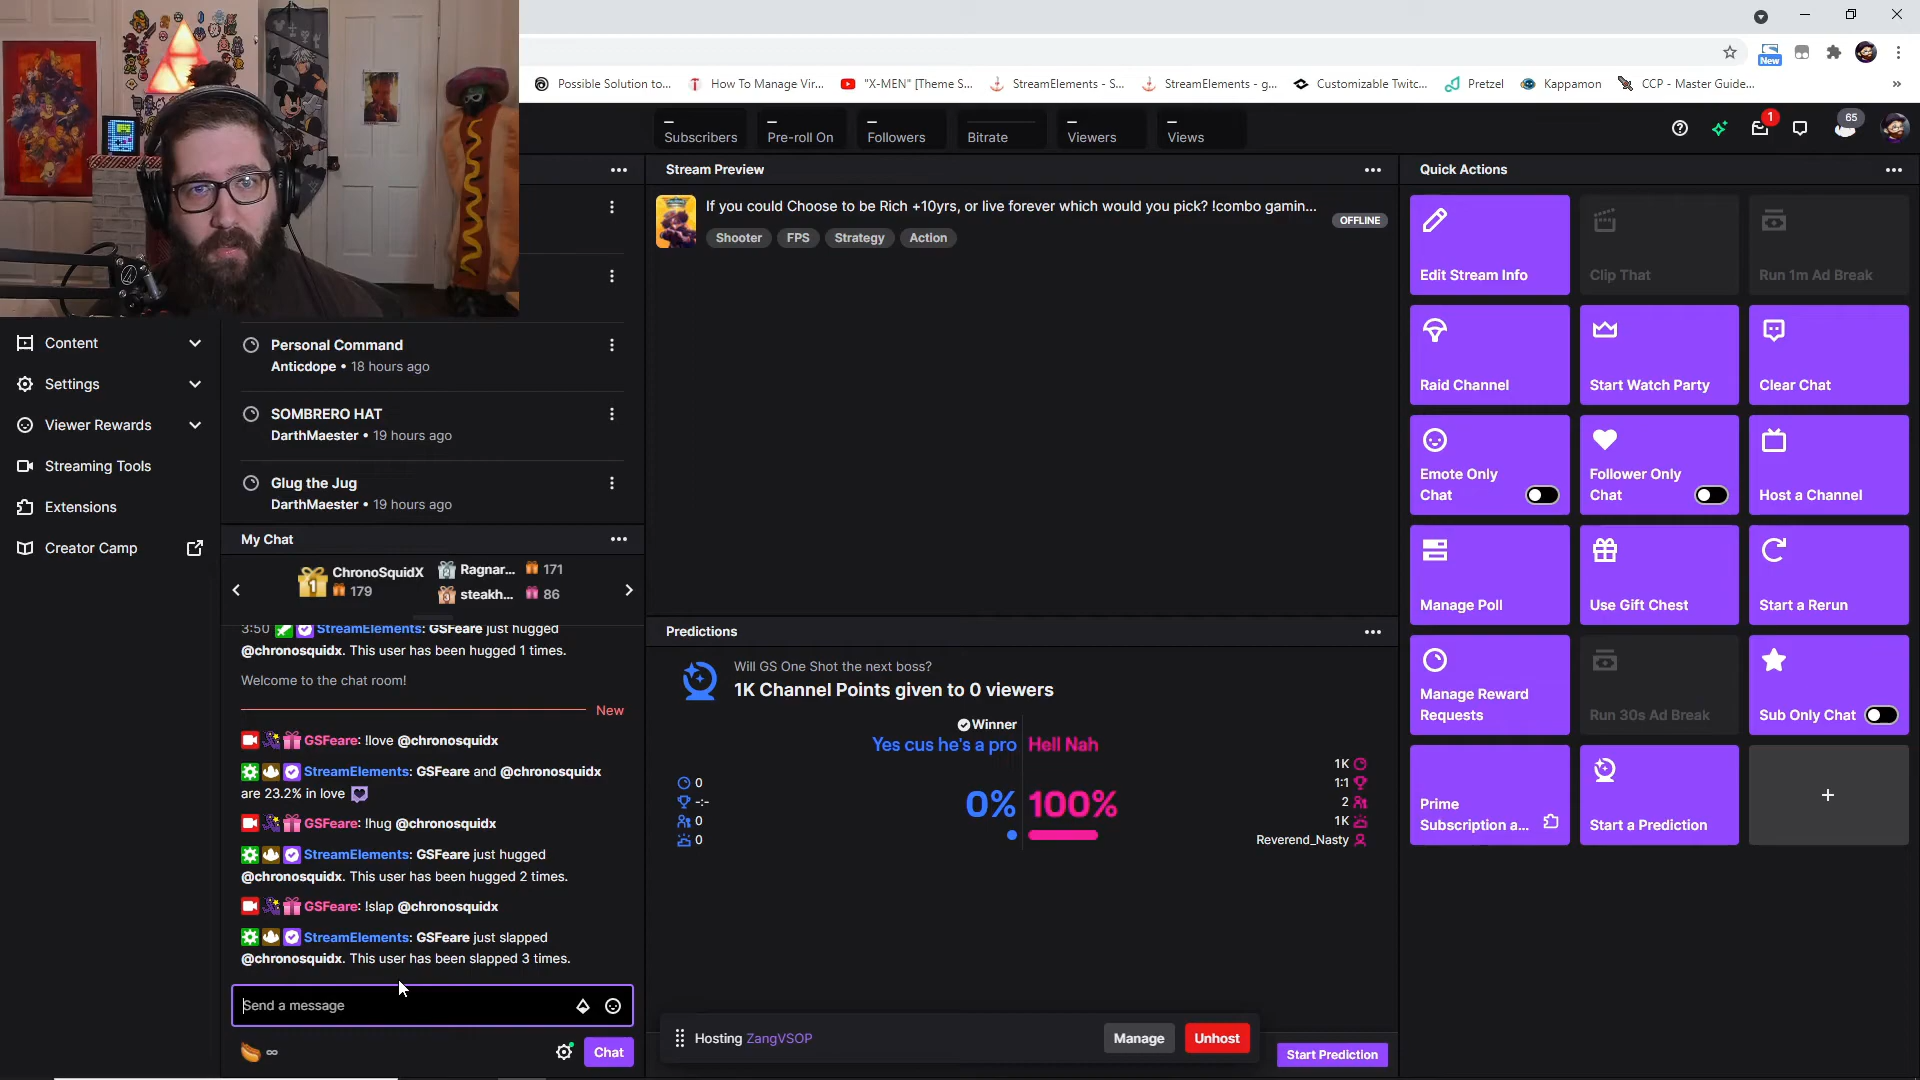 Possible Solution to...
How To Manage Vir...
"X-MEN" [Theme S...
StreamElements - S...
StreamElements - g...
Customizable Twitc...
Pretzel
Kappamon
CCP - Master Guide...
»
New
Subscribers
Pre-roll On
Followers
Bitrate
Viewers
Views
1
65
Content
Settings
Viewer Rewards
Streaming Tools
Extensions
Creator Camp
Personal Command
Anticdope • 18 hours ago
SOMBRERO HAT
DarthMaester • 19 hours ago
Glug the Jug
DarthMaester • 19 hours ago
My Chat
1 ChronoSquidX
179
2 Ragnar... 171
3 steakh... 86
3:50 StreamElements: GSFeare just hugged
@chronosquidx. This user has been hugged 1 times.
Welcome to the chat room!
New
GSFeare: !love @chronosquidx
StreamElements: GSFeare and @chronosquidx
are 23.2% in love
GSFeare: !hug @chronosquidx
StreamElements: GSFeare just hugged
@chronosquidx. This user has been hugged 2 times.
GSFeare: !slap @chronosquidx
StreamElements: GSFeare just slapped
@chronosquidx. This user has been slapped 3 times.
Send a message
∞
Chat
Stream Preview
If you could Choose to be Rich +10yrs, or live forever which would you pick? !combo gamin...
OFFLINE
Shooter
FPS
Strategy
Action
Predictions
Will GS One Shot the next boss?
1K Channel Points given to 0 viewers
Winner
Yes cus he's a pro
Hell Nah
0
-:-
0
0
0%
100%
1K
1:1
2
1K
Reverend_Nasty
Hosting ZangVSOP
Manage
Unhost
Start Prediction
Quick Actions
Edit Stream Info
Clip That
Run 1m Ad Break
Raid Channel
Start Watch Party
Clear Chat
Emote Only
Chat
Follower Only
Chat
Host a Channel
Manage Poll
Use Gift Chest
Start a Rerun
Manage Reward
Requests
Run 30s Ad Break
Sub Only Chat
Prime
Subscription a...
Start a Prediction
+